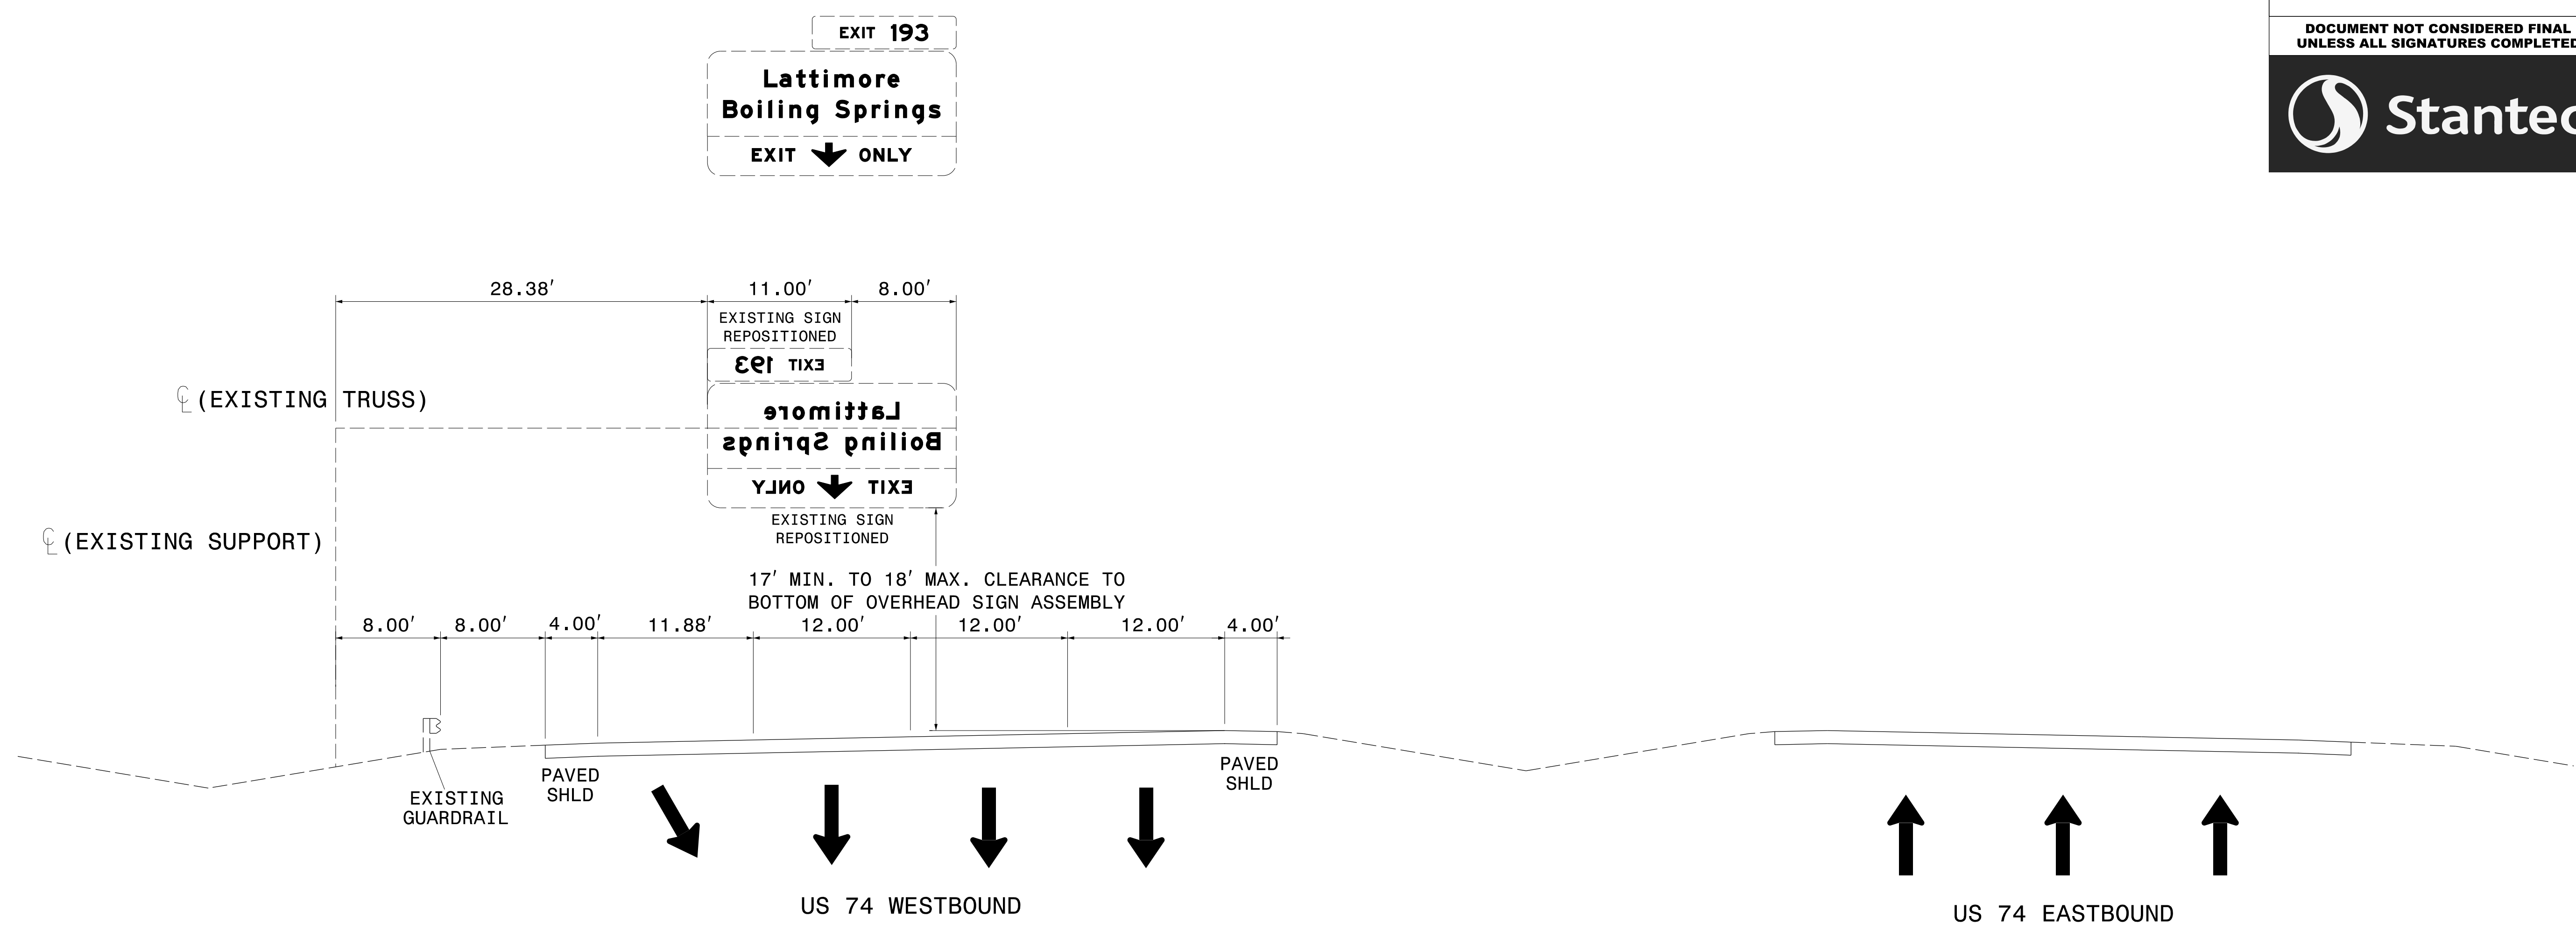 EXIT 193
Lattimore
Boiling Springs
EXIT ONLY
DOCUMENT NOT CONSIDERED FINAL
UNLESS ALL SIGNATURES COMPLETED
Stantec
28.38' 11.00' 8.00'
EXISTING SIGN
REPOSITIONED
EXIT 193
℄ (EXISTING TRUSS)
Lattimore
Boiling Springs
EXIT ONLY
EXISTING SIGN
REPOSITIONED
℄ (EXISTING SUPPORT)
17' MIN. TO 18' MAX. CLEARANCE TO
BOTTOM OF OVERHEAD SIGN ASSEMBLY
8.00' 8.00' 4.00' 11.88' 12.00' 12.00' 12.00' 4.00'
EXISTING
GUARDRAIL
PAVED
SHLD
PAVED
SHLD
US 74 WESTBOUND
US 74 EASTBOUND